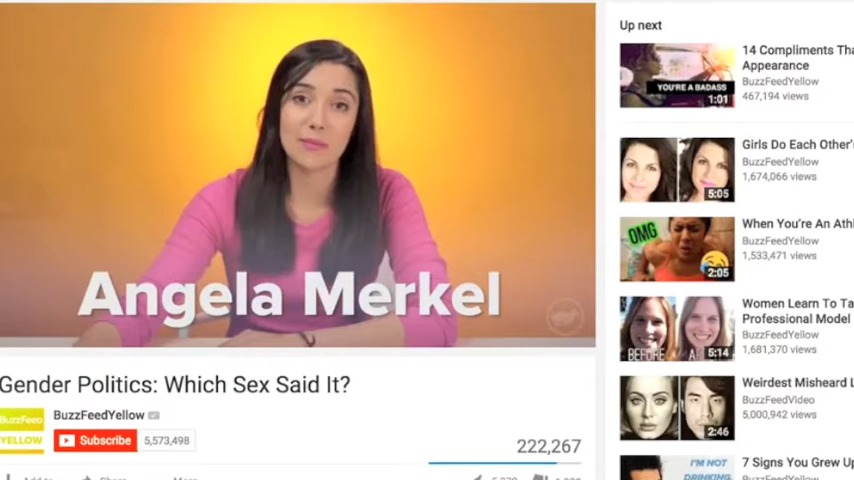 Angela Merkel
Gender Politics: Which Sex Said It?
BuzzFeed
YELLOW
BuzzFeedYellow
Subscribe 5,573,498
222,267
Up next
YOU'RE A BADASS
1:01
14 Compliments Tha
Appearance
BuzzFeedYellow
467,194 views
5:05
Girls Do Each Other's
BuzzFeedYellow
1,674,066 views
OMG
2:05
When You're An Athl
BuzzFeedYellow
1,533,471 views
BEFORE A
5:14
Women Learn To Ta
Professional Model
BuzzFeedYellow
1,681,370 views
2:46
Weirdest Misheard L
BuzzFeedVideo
5,000,942 views
I'M NOT
DRINKING
7 Signs You Grew Up